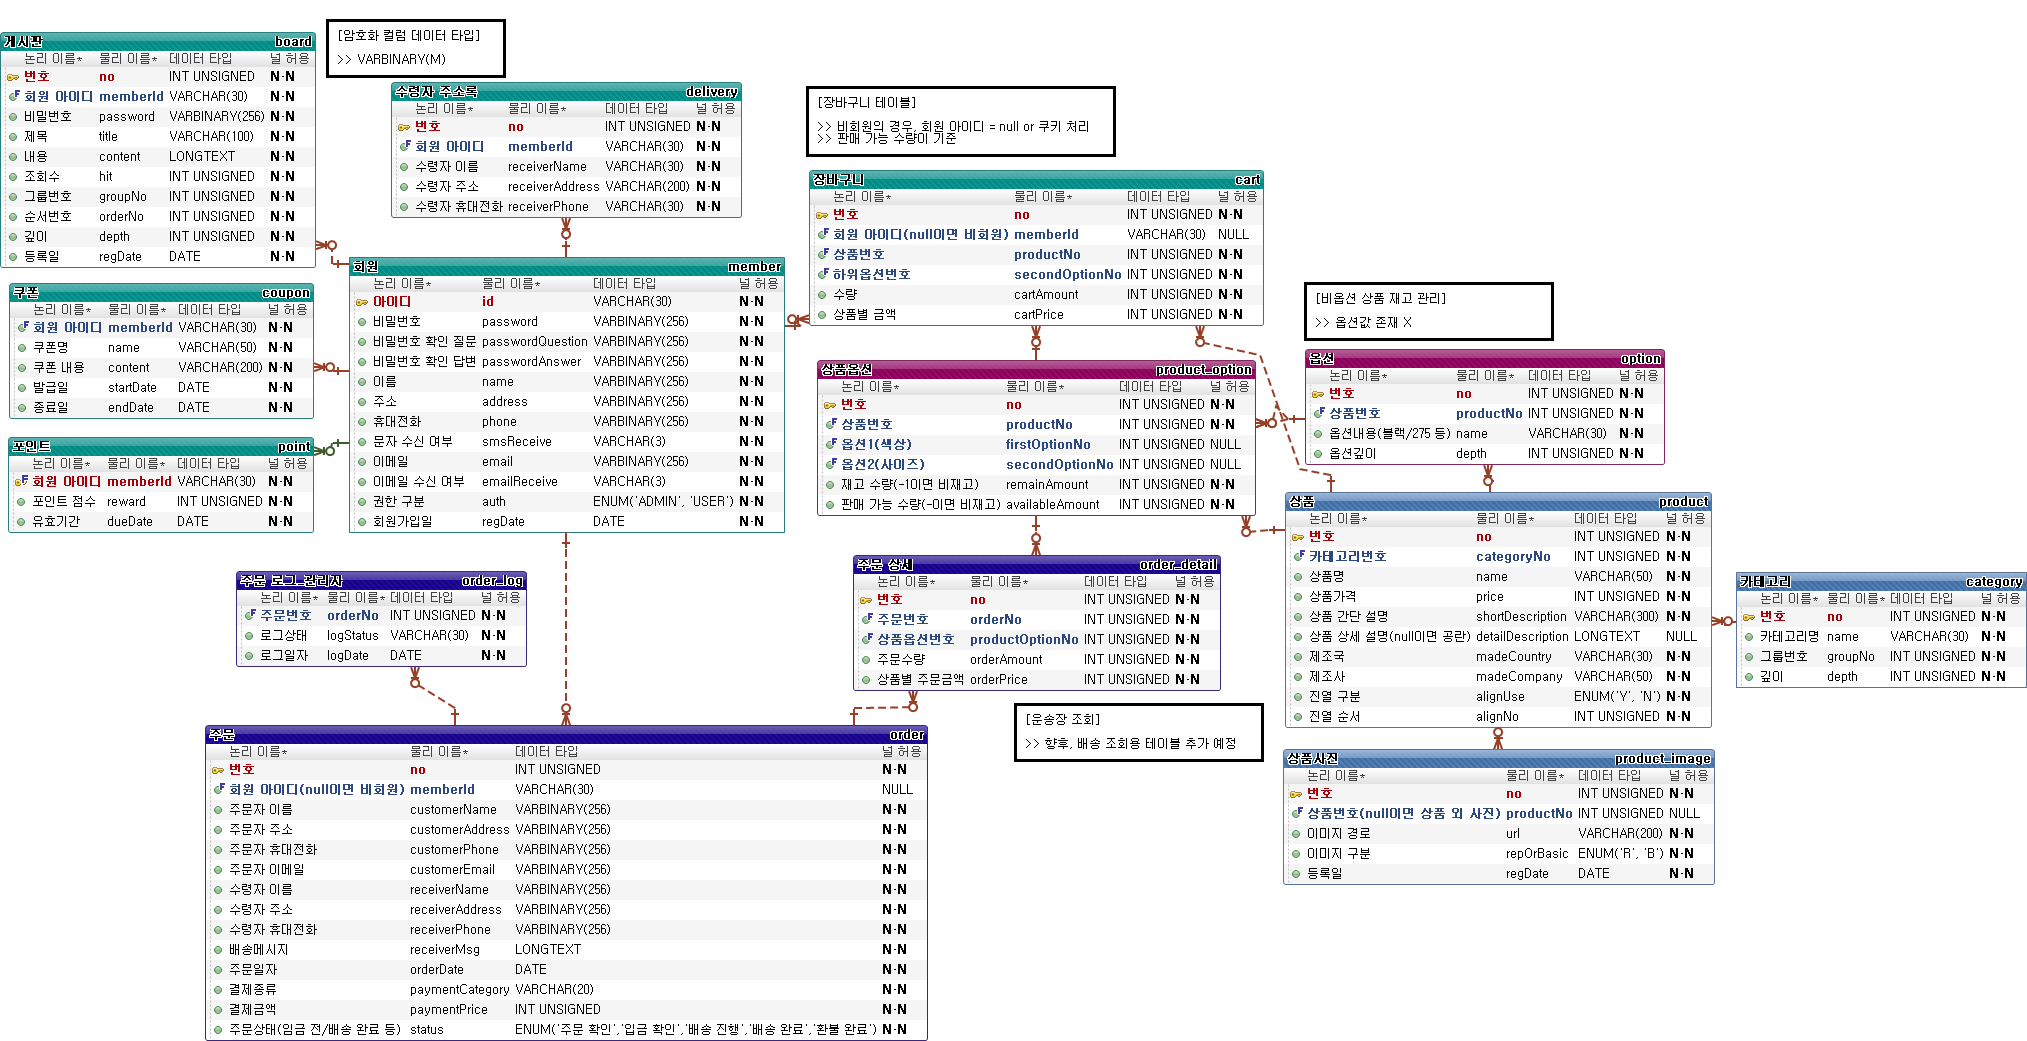 게시판 board
논리 이름* 물리 이름* 데이터 타입 널 허용
번호 no INT UNSIGNED N-N
회원 아이디 memberId VARCHAR(30) N-N
비밀번호 password VARBINARY(256) N-N
제목 title VARCHAR(100) N-N
내용 content LONGTEXT N-N
조회수 hit INT UNSIGNED N-N
그룹번호 groupNo INT UNSIGNED N-N
순서번호 orderNo INT UNSIGNED N-N
깊이 depth INT UNSIGNED N-N
등록일 regDate DATE N-N
[암호화 컬럼 데이터 타입]
>> VARBINARY(M)
수령자 주소록 delivery
논리 이름* 물리 이름* 데이터 타입 널 허용
번호 no INT UNSIGNED N-N
회원 아이디 memberId VARCHAR(30) N-N
수령자 이름 receiverName VARCHAR(30) N-N
수령자 주소 receiverAddress VARCHAR(200) N-N
수령자 휴대전화 receiverPhone VARCHAR(30) N-N
[장바구니 테이블]
>> 비회원의 경우, 회원 아이디 = null or 쿠키 처리
>> 판매 가능 수량이 기준
장바구니 cart
논리 이름* 물리 이름* 데이터 타입 널 허용
번호 no INT UNSIGNED N-N
회원 아이디(null이면 비회원) memberId VARCHAR(30) NULL
상품번호 productNo INT UNSIGNED N-N
하위옵션번호 secondOptionNo INT UNSIGNED N-N
수량 cartAmount INT UNSIGNED N-N
상품별 금액 cartPrice INT UNSIGNED N-N
쿠폰 coupon
논리 이름* 물리 이름* 데이터 타입 널 허용
회원 아이디 memberId VARCHAR(30) N-N
쿠폰명 name VARCHAR(50) N-N
쿠폰 내용 content VARCHAR(200) N-N
발급일 startDate DATE N-N
종료일 endDate DATE N-N
회원 member
논리 이름* 물리 이름* 데이터 타입 널 허용
아이디 id VARCHAR(30) N-N
비밀번호 password VARBINARY(256) N-N
비밀번호 확인 질문 passwordQuestion VARBINARY(256) N-N
비밀번호 확인 답변 passwordAnswer VARBINARY(256) N-N
이름 name VARBINARY(256) N-N
주소 address VARBINARY(256) N-N
휴대전화 phone VARBINARY(256) N-N
문자 수신 여부 smsReceive VARCHAR(3) N-N
이메일 email VARBINARY(256) N-N
이메일 수신 여부 emailReceive VARCHAR(3) N-N
권한 구분 auth ENUM('ADMIN', 'USER') N-N
회원가입일 regDate DATE N-N
포인트 point
논리 이름* 물리 이름* 데이터 타입 널 허용
회원 아이디 memberId VARCHAR(30) N-N
포인트 점수 reward INT UNSIGNED N-N
유효기간 dueDate DATE N-N
[비옵션 상품 재고 관리]
>> 옵션값 존재 X
상품옵션 product_option
논리 이름* 물리 이름* 데이터 타입 널 허용
번호 no INT UNSIGNED N-N
상품번호 productNo INT UNSIGNED N-N
옵션1(색상) firstOptionNo INT UNSIGNED NULL
옵션2(사이즈) secondOptionNo INT UNSIGNED NULL
재고 수량(-1이면 비재고) remainAmount INT UNSIGNED N-N
판매 가능 수량(-0이면 비재고) availableAmount INT UNSIGNED N-N
옵션 option
논리 이름* 물리 이름* 데이터 타입 널 허용
번호 no INT UNSIGNED N-N
상품번호 productNo INT UNSIGNED N-N
옵션내용(블랙/275 등) name VARCHAR(30) N-N
옵션깊이 depth INT UNSIGNED N-N
상품 product
논리 이름* 물리 이름* 데이터 타입 널 허용
번호 no INT UNSIGNED N-N
카테고리번호 categoryNo INT UNSIGNED N-N
상품명 name VARCHAR(50) N-N
상품가격 price INT UNSIGNED N-N
상품 간단 설명 shortDescription VARCHAR(300) N-N
상품 상세 설명(null이면 공란) detailDescription LONGTEXT NULL
제조국 madeCountry VARCHAR(30) N-N
제조사 madeCompany VARCHAR(50) N-N
진열 구분 alignUse ENUM('Y', 'N') N-N
진열 순서 alignNo INT UNSIGNED N-N
카테고리 category
논리 이름* 물리 이름* 데이터 타입 널 허용
번호 no INT UNSIGNED N-N
카테고리명 name VARCHAR(30) N-N
그룹번호 groupNo INT UNSIGNED N-N
깊이 depth INT UNSIGNED N-N
주문 로그_관리자 order_log
논리 이름* 물리 이름* 데이터 타입 널 허용
주문번호 orderNo INT UNSIGNED N-N
로그상태 logStatus VARCHAR(30) N-N
로그일자 logDate DATE N-N
주문 상세 order_detail
논리 이름* 물리 이름* 데이터 타입 널 허용
번호 no INT UNSIGNED N-N
주문번호 orderNo INT UNSIGNED N-N
상품옵션번호 productOptionNo INT UNSIGNED N-N
주문수량 orderAmount INT UNSIGNED N-N
상품별 주문금액 orderPrice INT UNSIGNED N-N
[운송장 조회]
>> 향후, 배송 조회용 테이블 추가 예정
주문 order
논리 이름* 물리 이름* 데이터 타입 널 허용
번호 no INT UNSIGNED N-N
회원 아이디(null이면 비회원) memberId VARCHAR(30) NULL
주문자 이름 customerName VARBINARY(256) N-N
주문자 주소 customerAddress VARBINARY(256) N-N
주문자 휴대전화 customerPhone VARBINARY(256) N-N
주문자 이메일 customerEmail VARBINARY(256) N-N
수령자 이름 receiverName VARBINARY(256) N-N
수령자 주소 receiverAddress VARBINARY(256) N-N
수령자 휴대전화 receiverPhone VARBINARY(256) N-N
배송메시지 receiverMsg LONGTEXT N-N
주문일자 orderDate DATE N-N
결제종류 paymentCategory VARCHAR(20) N-N
결제금액 paymentPrice INT UNSIGNED N-N
주문상태(입금 전/배송 완료 등) status ENUM('주문 확인','입금 확인','배송 진행','배송 완료','환불 완료') N-N
상품사진 product_image
논리 이름* 물리 이름* 데이터 타입 널 허용
번호 no INT UNSIGNED N-N
상품번호(null이면 상품 외 사진) productNo INT UNSIGNED NULL
이미지 경로 url VARCHAR(200) N-N
이미지 구분 repOrBasic ENUM('R', 'B') N-N
등록일 regDate DATE N-N